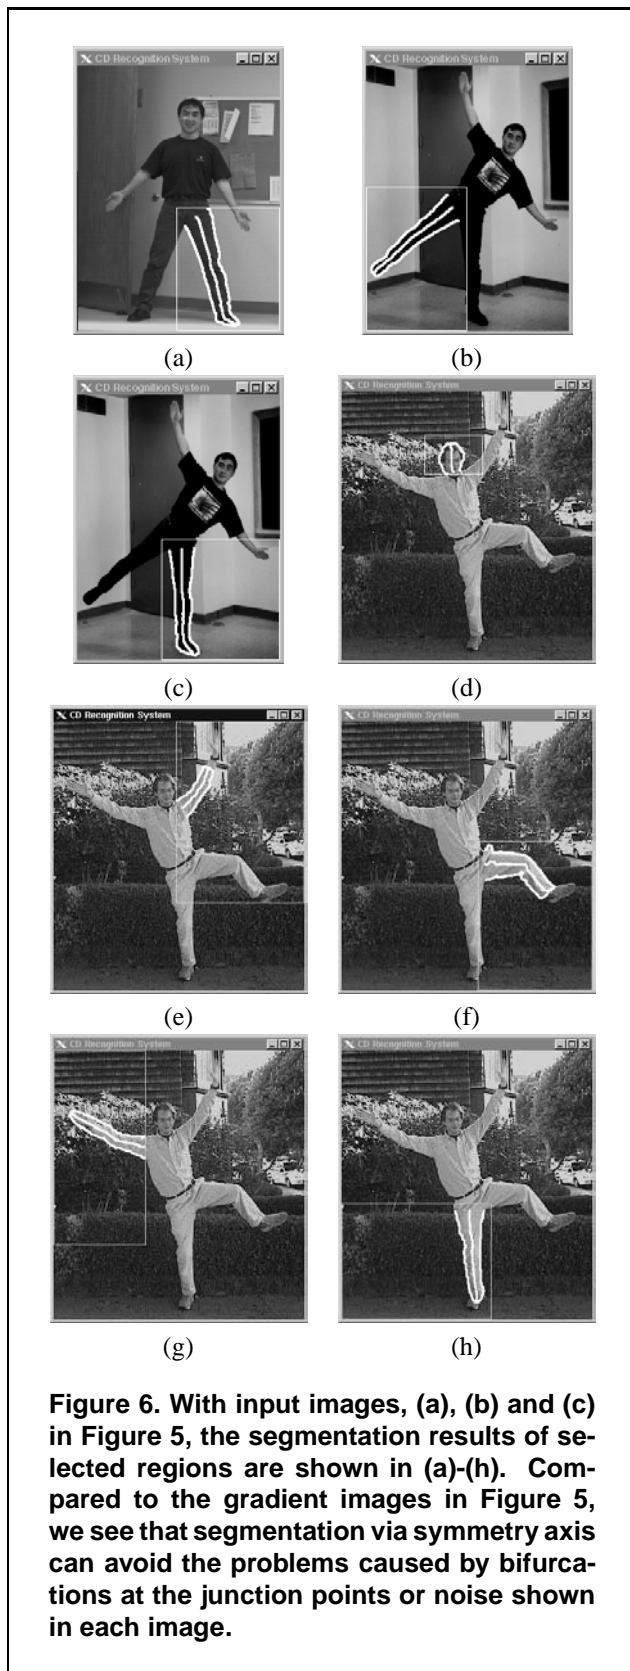 CD Recognition System
CD Recognition System
(a)
(b)
CD Recognition System
CD Recognition System
(c)
(d)
CD Recognition System
CD Recognition System
(e)
(f)
CD Recognition System
CD Recognition System
(g)
(h)
Figure 6. With input images, (a), (b) and (c)
in Figure 5, the segmentation results of se-
lected regions are shown in (a)-(h). Com-
pared to the gradient images in Figure 5,
we see that segmentation via symmetry axis
can avoid the problems caused by bifurca-
tions at the junction points or noise shown
in each image.